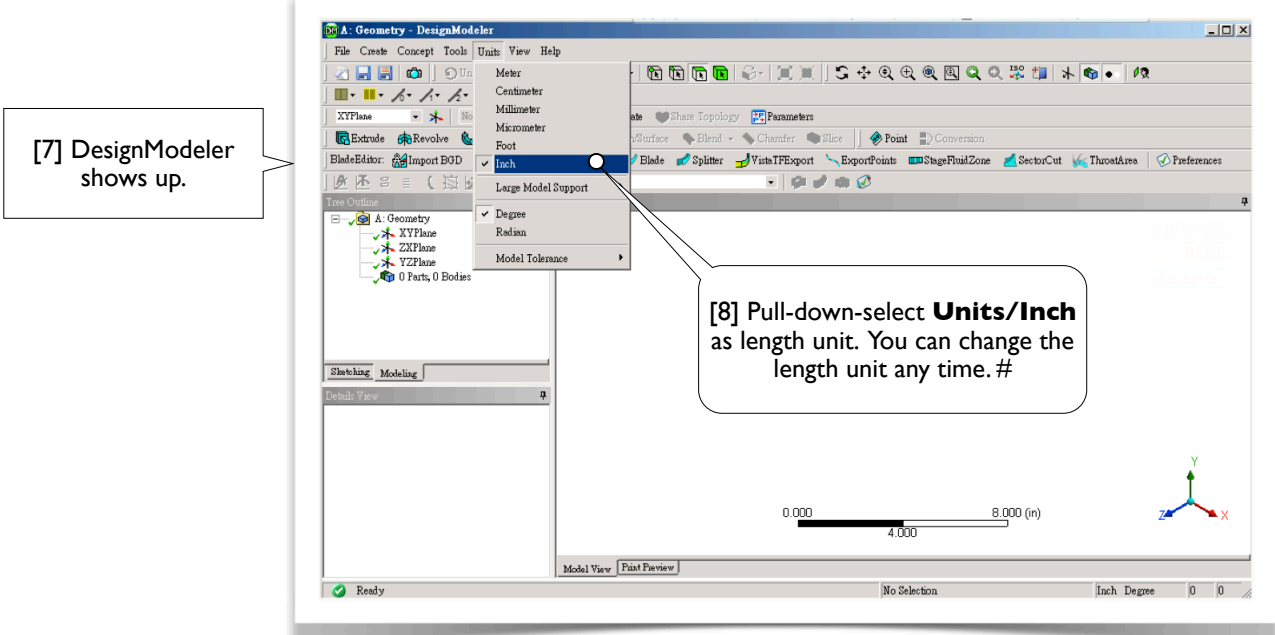 A: Geometry - DesignModeler
File Create Concept Tools Units View Help
Meter
Centimeter
Millimeter
Micrometer
Foot
Inch
Large Model Support
Degree
Radian
Model Tolerance
XYPlane
Share Topology Parameters
Extrude Revolve
Blend Chamfer Slice Point Conversion
BladeEditor: Import BGD
Blade Splitter VistaTFExport ExportPoints StageFluidZone SectorCut ThroatArea Preferences
Tree Outline
A: Geometry
XYPlane
ZXPlane
YZPlane
0 Parts, 0 Bodies
Sketching Modeling
Details View
[7] DesignModeler
shows up.
[8] Pull-down-select Units/Inch
as length unit. You can change the
length unit any time. #
0.000 8.000 (in)
4.000
Y
Z X
Model View Print Preview
Ready No Selection Inch Degree 0 0